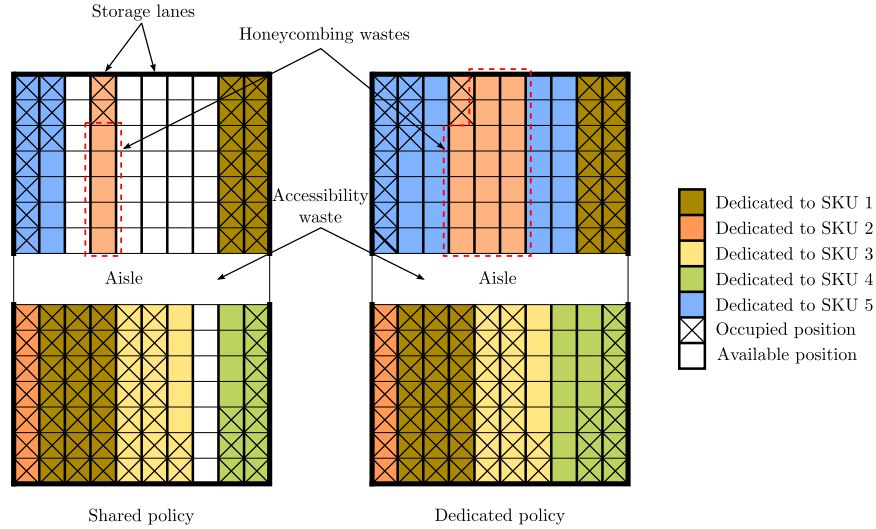 Storage lanes
Honeycombing wastes
Accessibility
waste
Aisle
Aisle
Dedicated to SKU 1
Dedicated to SKU 2
Dedicated to SKU 3
Dedicated to SKU 4
Dedicated to SKU 5
Occupied position
Available position
Shared policy
Dedicated policy